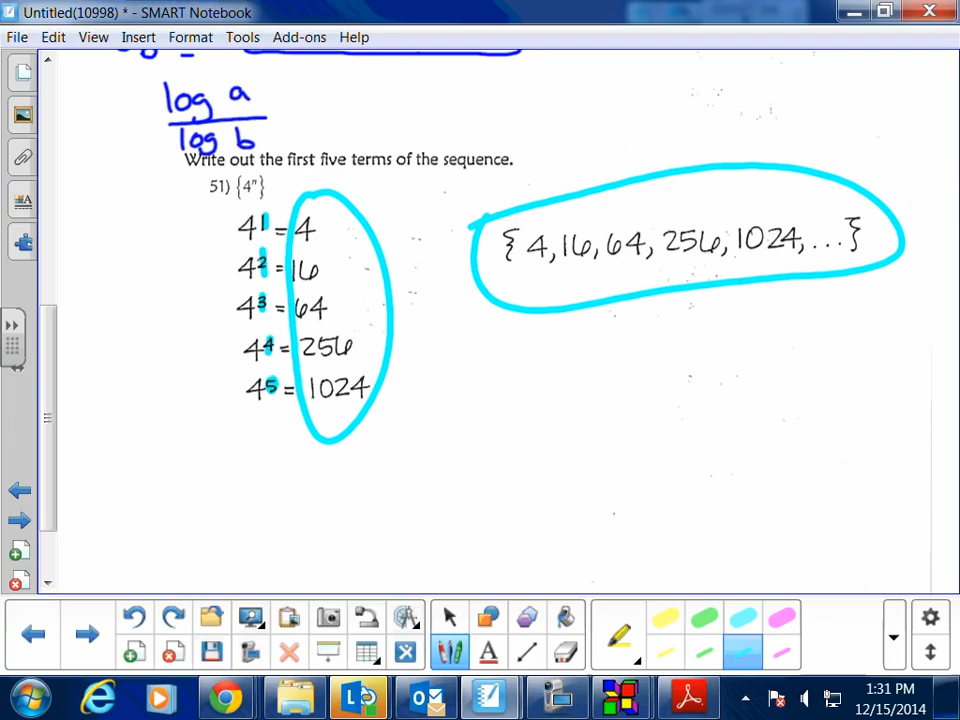 Untitled(10998) * - SMART Notebook
File Edit View Insert Format Tools Add-ons Help
log a
log b
Write out the first five terms of the sequence.
51) {4ⁿ}
4¹ = 4
4² = 16
4³ = 64
4⁴ = 256
4⁵ = 1024
{ 4, 16, 64, 256, 1024, ... }
1:31 PM
12/15/2014